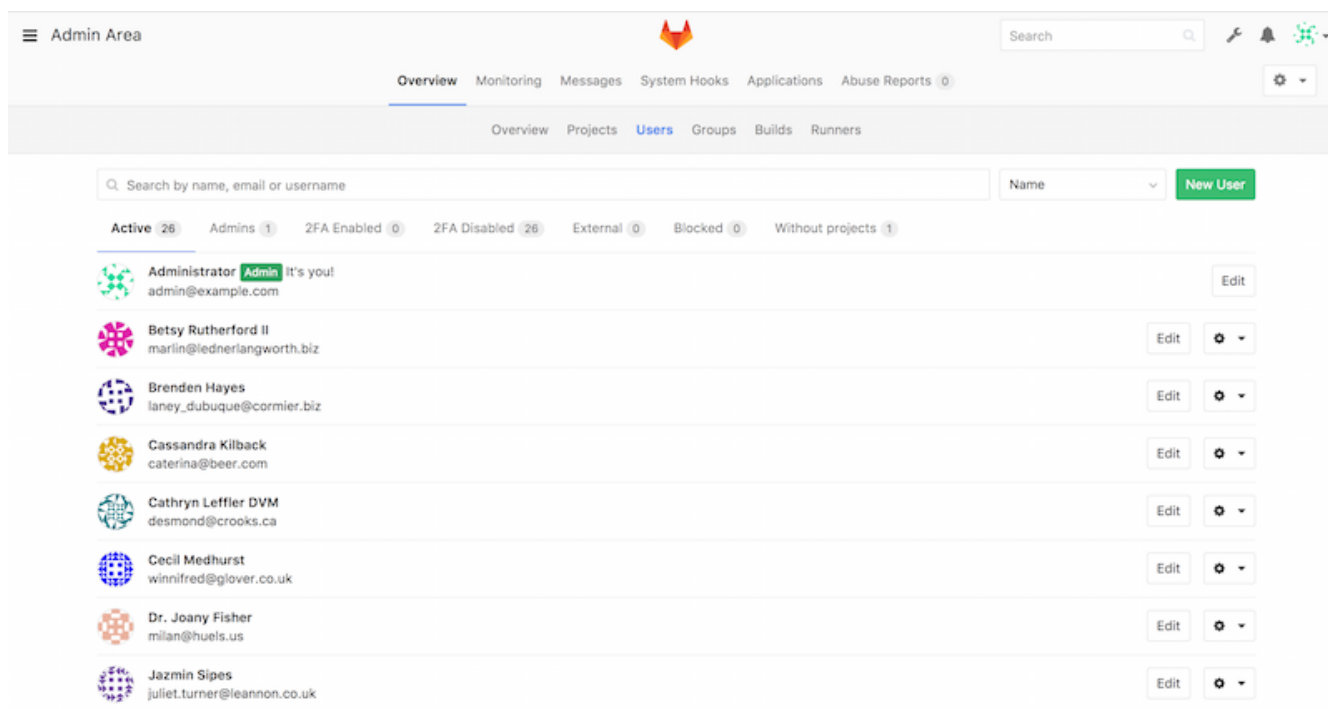 Admin Area
Search
Overview Monitoring Messages System Hooks Applications Abuse Reports 0
Overview Projects Users Groups Builds Runners
Search by name, email or username
Name
New User
Active 26 Admins 1 2FA Enabled 0 2FA Disabled 26 External 0 Blocked 0 Without projects 1
Administrator Admin It's you!
admin@example.com
Edit
Betsy Rutherford II
marlin@lednerlangworth.biz
Edit
Brenden Hayes
laney_dubuque@cormier.biz
Edit
Cassandra Kilback
caterina@beer.com
Edit
Cathryn Leffler DVM
desmond@crooks.ca
Edit
Cecil Medhurst
winnifred@glover.co.uk
Edit
Dr. Joany Fisher
milan@huels.us
Edit
Jazmin Sipes
juliet.turner@leannon.co.uk
Edit